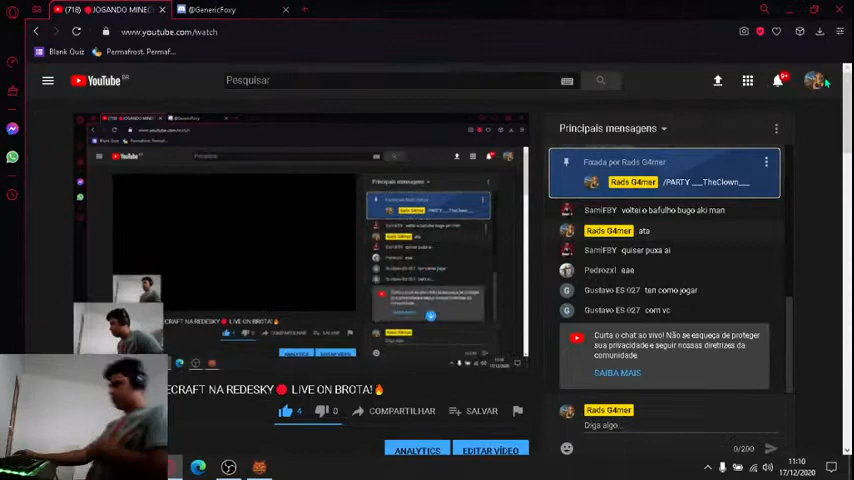 (718) 🔴JOGANDO MINEC
@GenericFoxy
www.youtube.com/watch
Blank Quiz
Permafrost. Permaf...
YouTube BR
Pesquisar
9+
Principais mensagens
Fixada por Rads G4mer
Rads G4mer /PARTY ___TheClown___
SamiFBY voltei o bafulho bugo aki man
Rads G4mer ata
SamiFBY quiser puxa ai
Pedrozxl eae
G Gustavo ES 027 ten como jogar
G Gustavo ES 027 com vc
Curta o chat ao vivo! Não se esqueça de proteger
sua privacidade e seguir nossas diretrizes da
comunidade.
SAIBA MAIS
Rads G4mer
Diga algo...
0/200
ECRAFT NA REDESKY 🔴 LIVE ON BROTA!🔥
4 0 COMPARTILHAR SALVAR
ANALYTICS EDITAR VÍDEO
11:10
17/12/2020